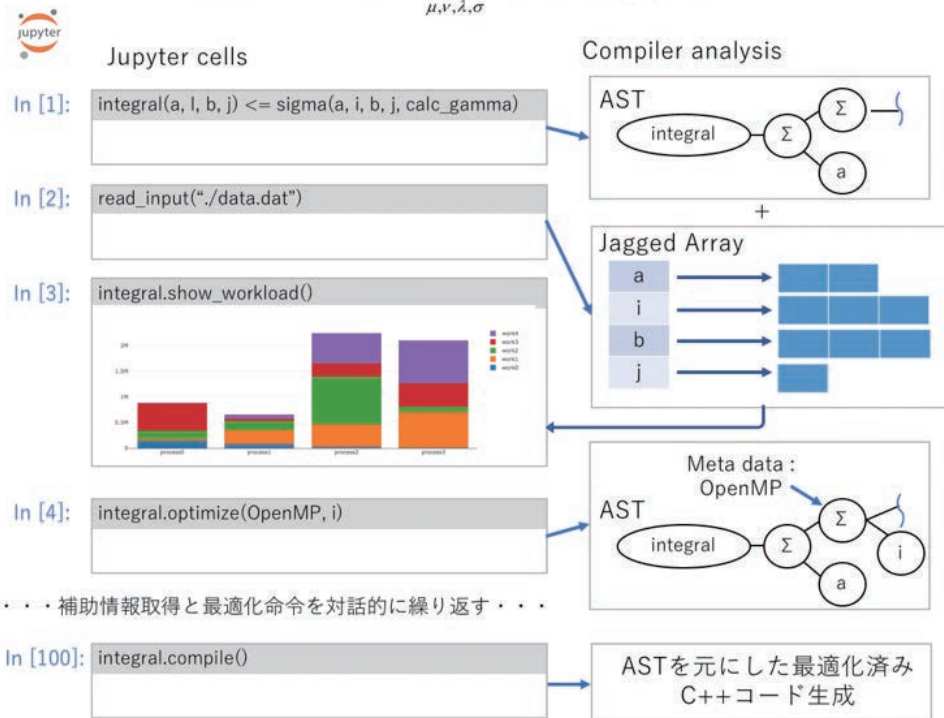 μ,ν,λ,σ
jupyter
Jupyter cells
Compiler analysis
In [1]:
integral(a, l, b, j) <= sigma(a, i, b, j, calc_gamma)
AST
integral
Σ
Σ
a
In [2]:
read_input(“./data.dat”)
+
Jagged Array
a
i
b
j
In [3]:
integral.show_workload()
2M
1.5M
1M
0.5M
0
process0
process1
process2
process3
work4
work3
work2
work1
work0
In [4]:
integral.optimize(OpenMP, i)
Meta data :
OpenMP
AST
integral
Σ
Σ
i
a
・・・補助情報取得と最適化命令を対話的に繰り返す・・・
In [100]:
integral.compile()
ASTを元にした最適化済み
C++コード生成